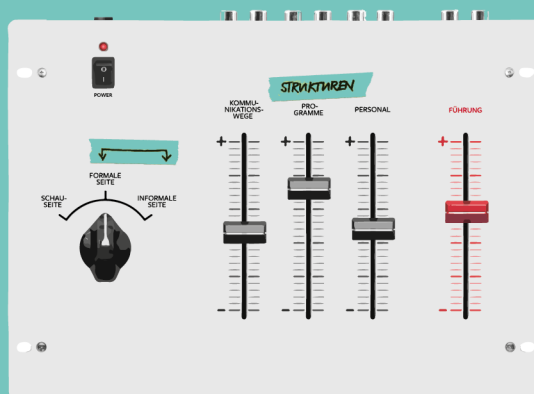 POWER
STRUKTUREN
KOMMU-
NIKATIONS-
WEGE
PRO-
GRAMME
PERSONAL
FÜHRUNG
FORMALE
SEITE
SCHAU-
SEITE
INFORMALE
SEITE